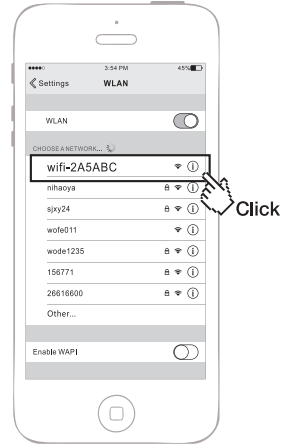 3:54 PM 45%
Settings WLAN
WLAN
CHOOSE A NETWORK...
wifi-2A5ABC
nihaoya
sjxy24
Click
wofe011
wode1235
156771
26616600
Other...
Enable WAPI